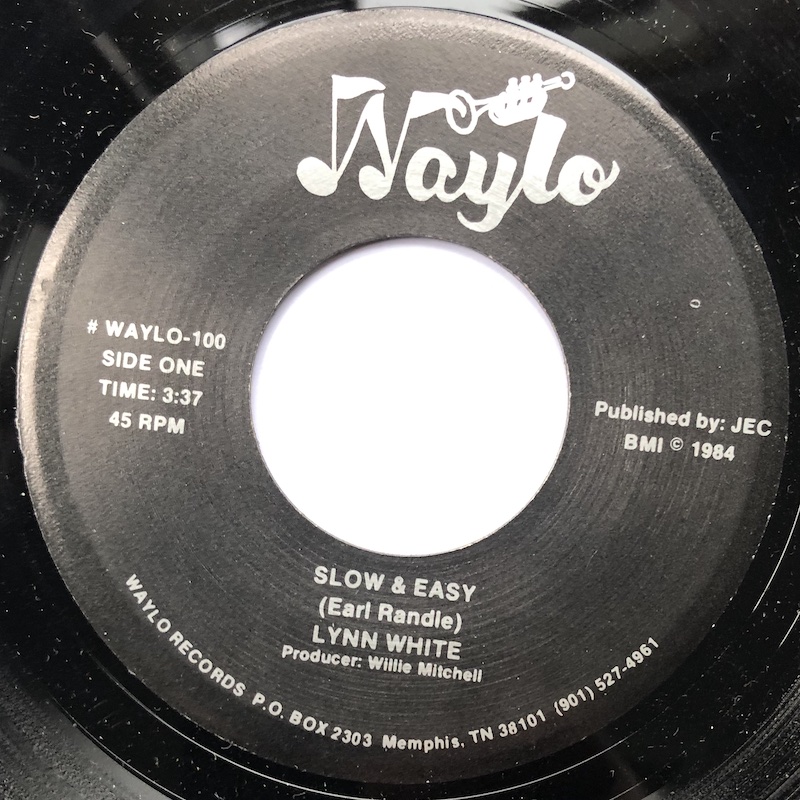 Waylo
# WAYLO-100
SIDE ONE
TIME: 3:37
45 RPM
Published by: JEC
BMI © 1984
SLOW & EASY
(Earl Randle)
LYNN WHITE
Producer: Willie Mitchell
WAYLO RECORDS P.O. BOX 2303 Memphis, TN 38101 (901) 527-4961